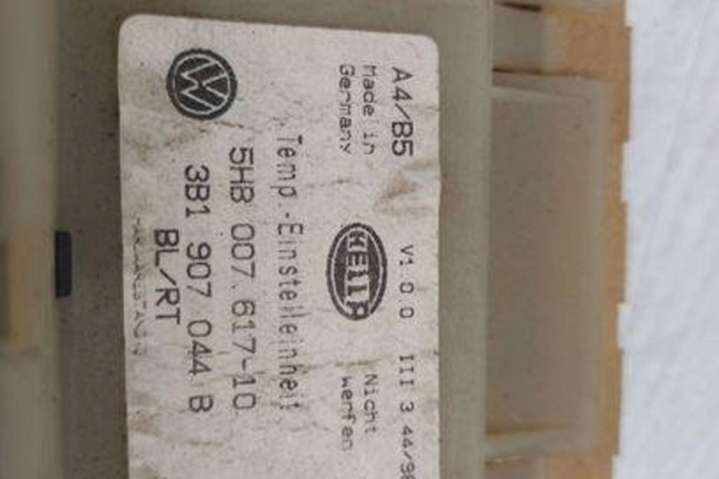 A4/B5 V1.0.0 III 3 44/98
Made in
Germany
HELLA
Nicht
werfen
Temp.-Einstelleinheit
5HB 007.617-10
3B1 907 044 B
BL/RT